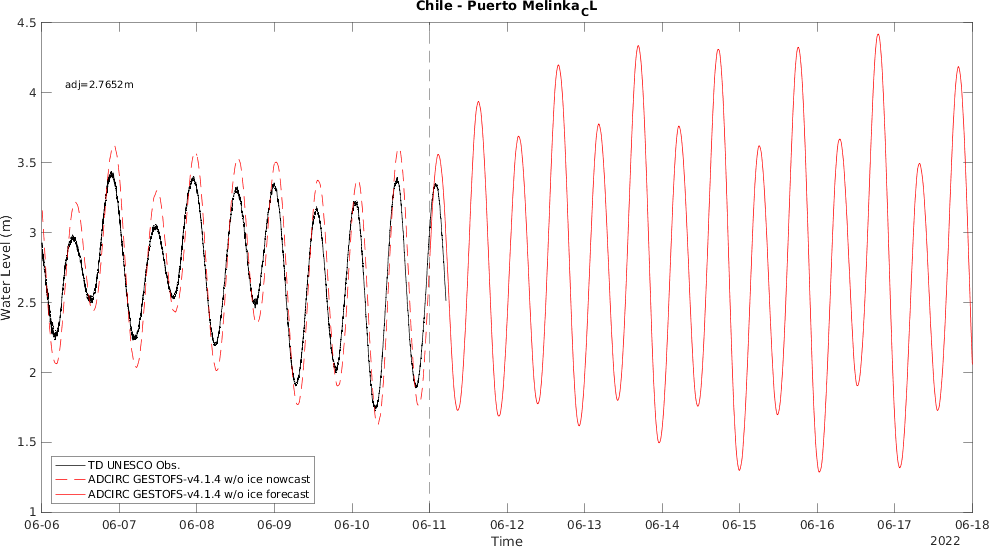 Chile - Puerto Melinka_CL
adj=2.7652m
Water Level (m)
4.5
4
3.5
3
2.5
2
1.5
1
TD UNESCO Obs.
ADCIRC GESTOFS-v4.1.4 w/o ice nowcast
ADCIRC GESTOFS-v4.1.4 w/o ice forecast
06-06 06-07 06-08 06-09 06-10 06-11 06-12 06-13 06-14 06-15 06-16 06-17 06-18
Time
2022